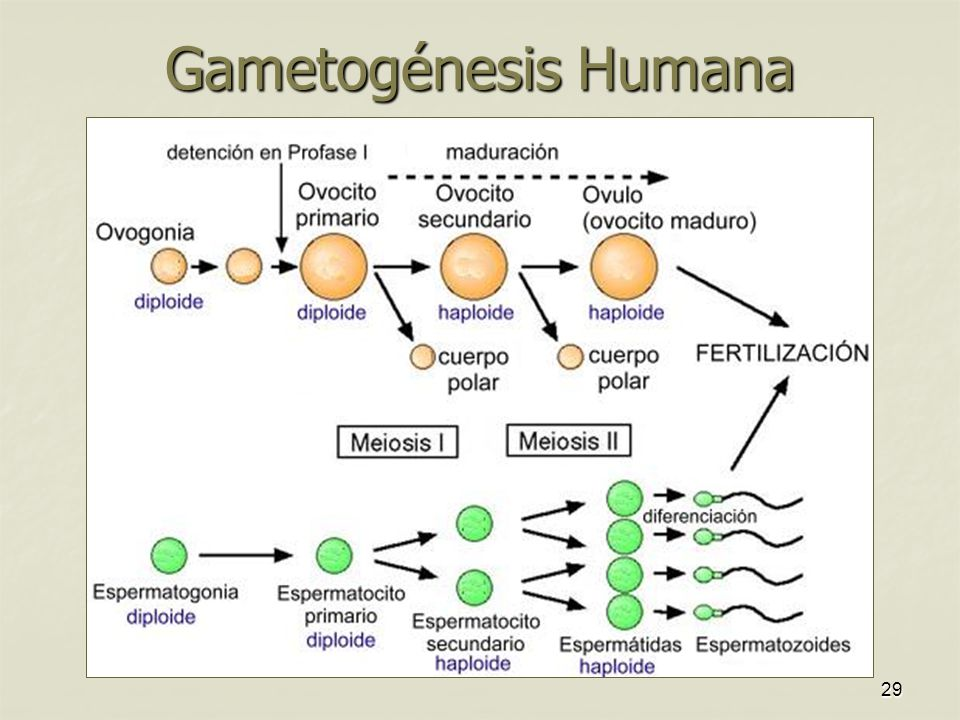 Gametogénesis Humana
detención en Profase I
maduración
Ovogonia
diploide
Ovocito
primario
diploide
Ovocito
secundario
haploide
Ovulo
(ovocito maduro)
haploide
cuerpo
polar
cuerpo
polar
FERTILIZACIÓN
Meiosis I
Meiosis II
diferenciación
Espermatogonia
diploide
Espermatocito
primario
diploide
Espermatocito
secundario
haploide
Espermátidas
haploide
Espermatozoides
29